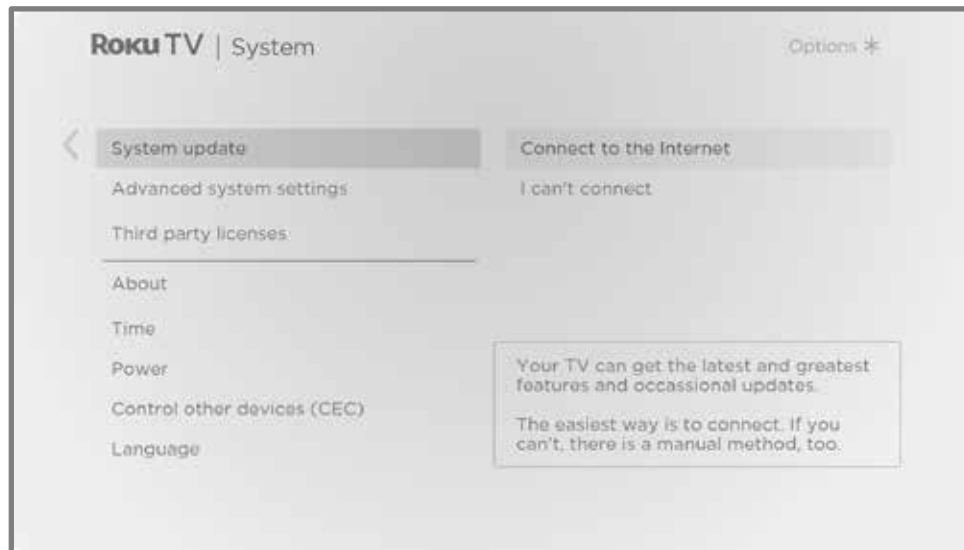 Roku TV | System
Options *
System update
Advanced system settings
Third party licenses
About
Time
Power
Control other devices (CEC)
Language
Connect to the Internet
I can't connect
Your TV can get the latest and greatest
features and occassional updates.
The easiest way is to connect. If you
can't, there is a manual method, too.